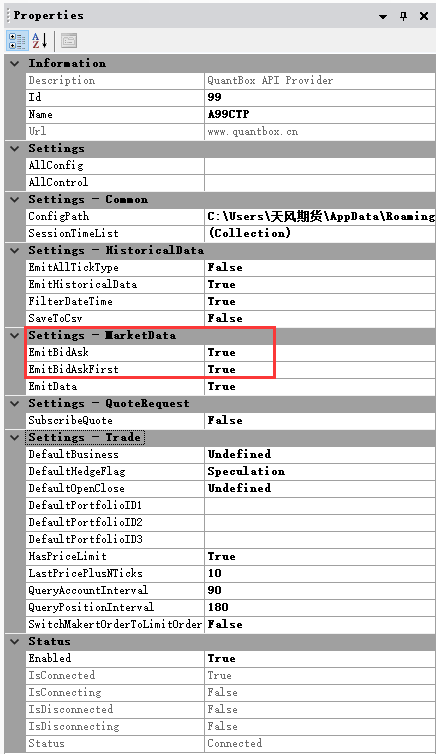 Properties
Information
Description QuantBox API Provider
Id 99
Name A99CTP
Url www.quantbox.cn
Settings
AllConfig
AllControl
Settings - Common
ConfigPath C:\Users\天风期货\AppData\Roaming
SessionTimeList (Collection)
Settings - HistoricalData
EmitAllTickType False
EmitHistoricalData True
FilterDateTime True
SaveToCsv False
Settings - MarketData
EmitBidAsk True
EmitBidAskFirst True
EmitData True
Settings - QuoteRequest
SubscribeQuote False
Settings - Trade
DefaultBusiness Undefined
DefaultHedgeFlag Speculation
DefaultOpenClose Undefined
DefaultPortfolioID1
DefaultPortfolioID2
DefaultPortfolioID3
HasPriceLimit True
LastPricePlusNTicks 10
QueryAccountInterval 90
QueryPositionInterval 180
SwitchMakertOrderToLimitOrder False
Status
Enabled True
IsConnected True
IsConnecting False
IsDisconnected False
IsDisconnecting False
Status Connected